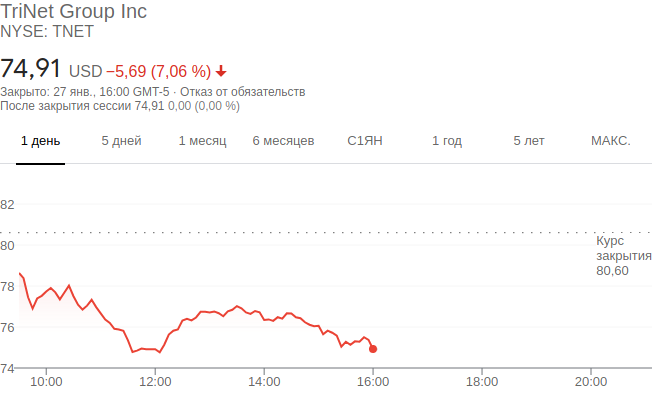 TriNet Group Inc
NYSE: TNET
74,91 USD −5,69 (7,06 %)
Закрыто: 27 янв., 16:00 GMT-5 · Отказ от обязательств
После закрытия сессии 74,91 0,00 (0,00 %)
1 день 5 дней 1 месяц 6 месяцев С1ЯН 1 год 5 лет МАКС.
82
80
Курс
закрытия
80,60
78
76
74
10:00 12:00 14:00 16:00 18:00 20:00